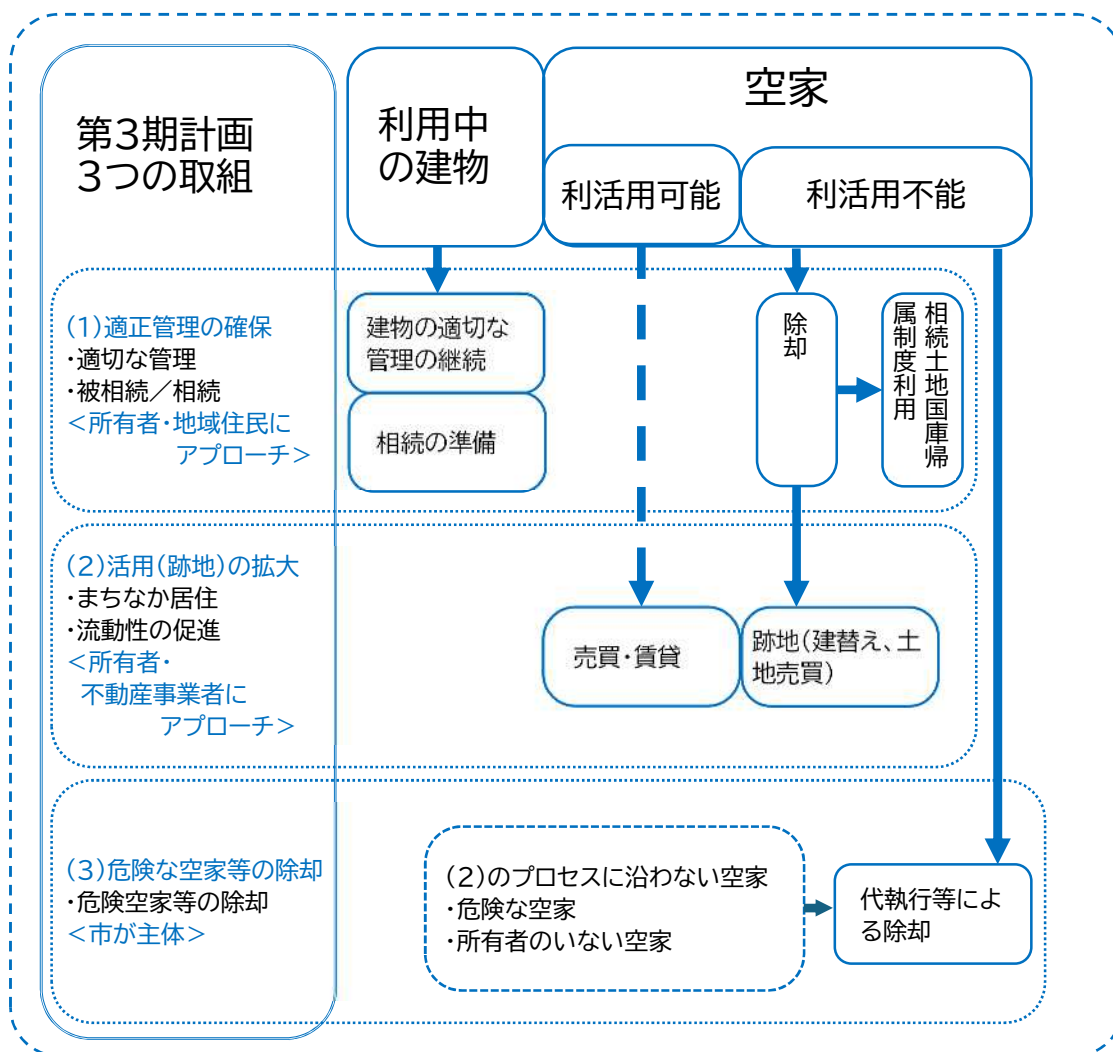 第3期計画
3つの取組
利用中
の建物
空家
利活用可能
利活用不能
(1)適正管理の確保
・適切な管理
・被相続／相続
＜所有者・地域住民に
アプローチ＞
建物の適切な
管理の継続
相続の準備
除却
相続土地国庫帰
属制度利用
(2)活用(跡地)の拡大
・まちなか居住
・流動性の促進
＜所有者・
不動産事業者に
アプローチ＞
売買・賃貸
跡地(建替え、土
地売買)
(3)危険な空家等の除却
・危険空家等の除却
＜市が主体＞
(2)のプロセスに沿わない空家
・危険な空家
・所有者のいない空家
代執行等によ
る除却